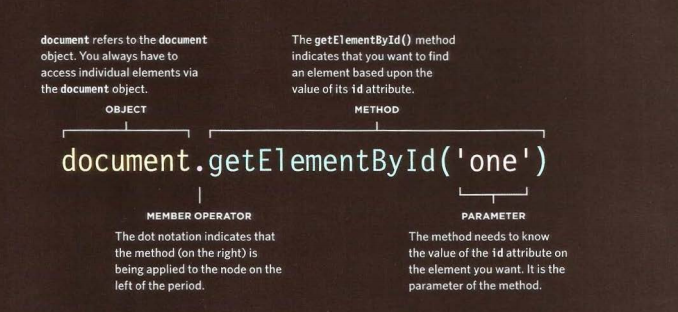 document refers to the document
object. You always have to
access individual elements via
the document object.
OBJECT
The getElementById() method
indicates that you want to find
an element based upon the
value of its id attribute.
METHOD
document.getElementById('one')
MEMBER OPERATOR
The dot notation indicates that
the method (on the right) is
being applied to the node on the
left of the period.
PARAMETER
The method needs to know
the value of the id attribute on
the element you want. It is the
parameter of the method.